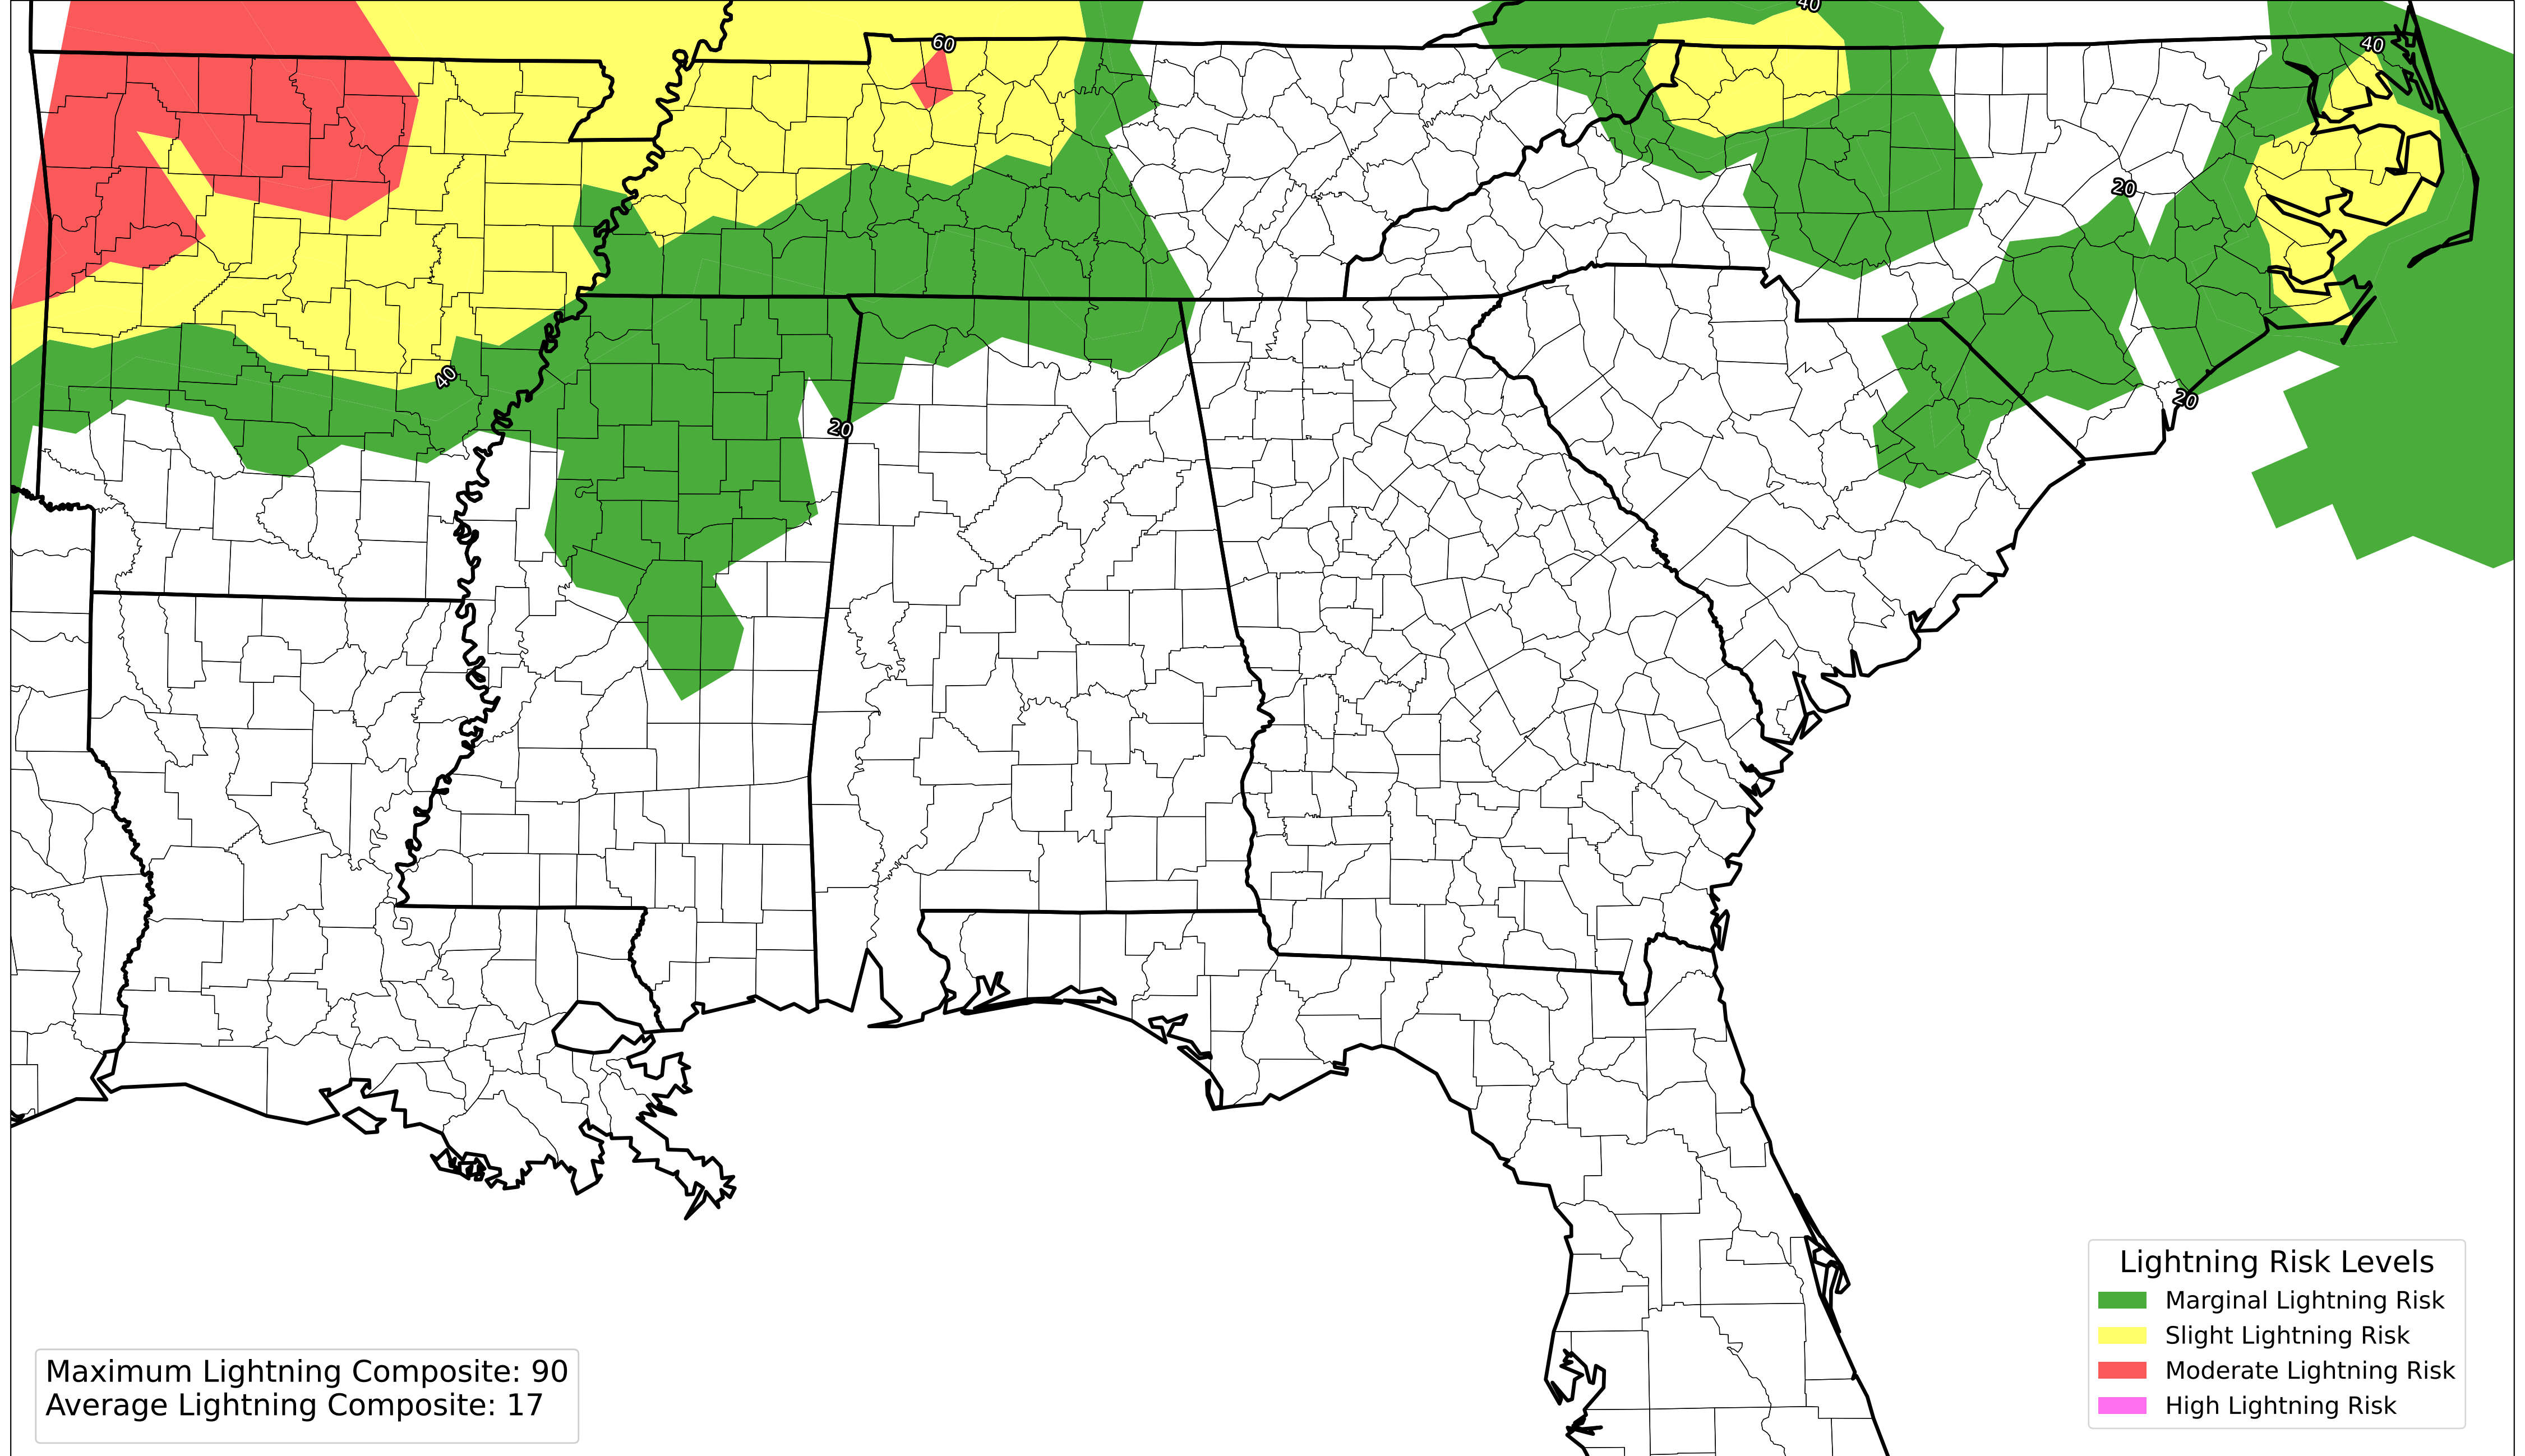 40
60
40
20
40
20
20
Lightning Risk Levels
Marginal Lightning Risk
Slight Lightning Risk
Moderate Lightning Risk
High Lightning Risk
Maximum Lightning Composite: 90
Average Lightning Composite: 17